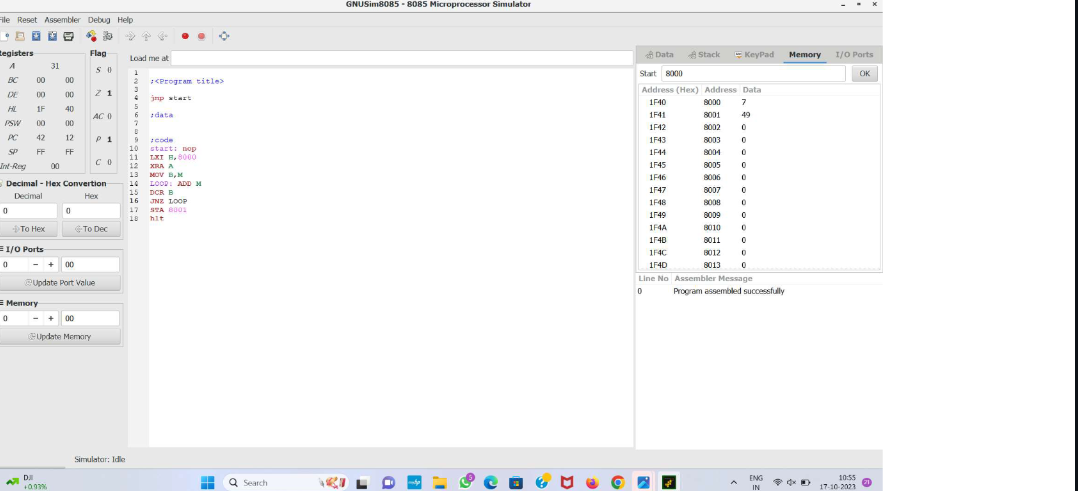 GNUSim8085 - 8085 Microprocessor Simulator
File Reset Assembler Debug Help
Registers
A 31
BC 00 00
DE 00 00
HL 1F 40
PSW 00 00
PC 42 12
SP FF FF
Int-Reg 00
Flag
S 0
Z 1
AC 0
P 1
C 0
Decimal - Hex Convertion
Decimal Hex
0 0
To Hex To Dec
I/O Ports
0 − + 00
Update Port Value
Memory
0 − + 00
Update Memory
Load me at
1
2 ;<Program title>
3
4 jmp start
5
6 ;data
7
8
9 ;code
10 start: nop
11 LXI H,8000
12 XRA A
13 MOV B,M
14 LOOP: ADD M
15 DCR B
16 JNZ LOOP
17 STA 8001
18 hlt
Data Stack KeyPad Memory I/O Ports
Start 8000 OK
Address (Hex) Address Data
1F40 8000 7
1F41 8001 49
1F42 8002 0
1F43 8003 0
1F44 8004 0
1F45 8005 0
1F46 8006 0
1F47 8007 0
1F48 8008 0
1F49 8009 0
1F4A 8010 0
1F4B 8011 0
1F4C 8012 0
1F4D 8013 0
Line No Assembler Message
0 Program assembled successfully
Simulator: Idle
DJI
+0.93%
Search
5
ENG
IN
10:55
17-10-2023
21